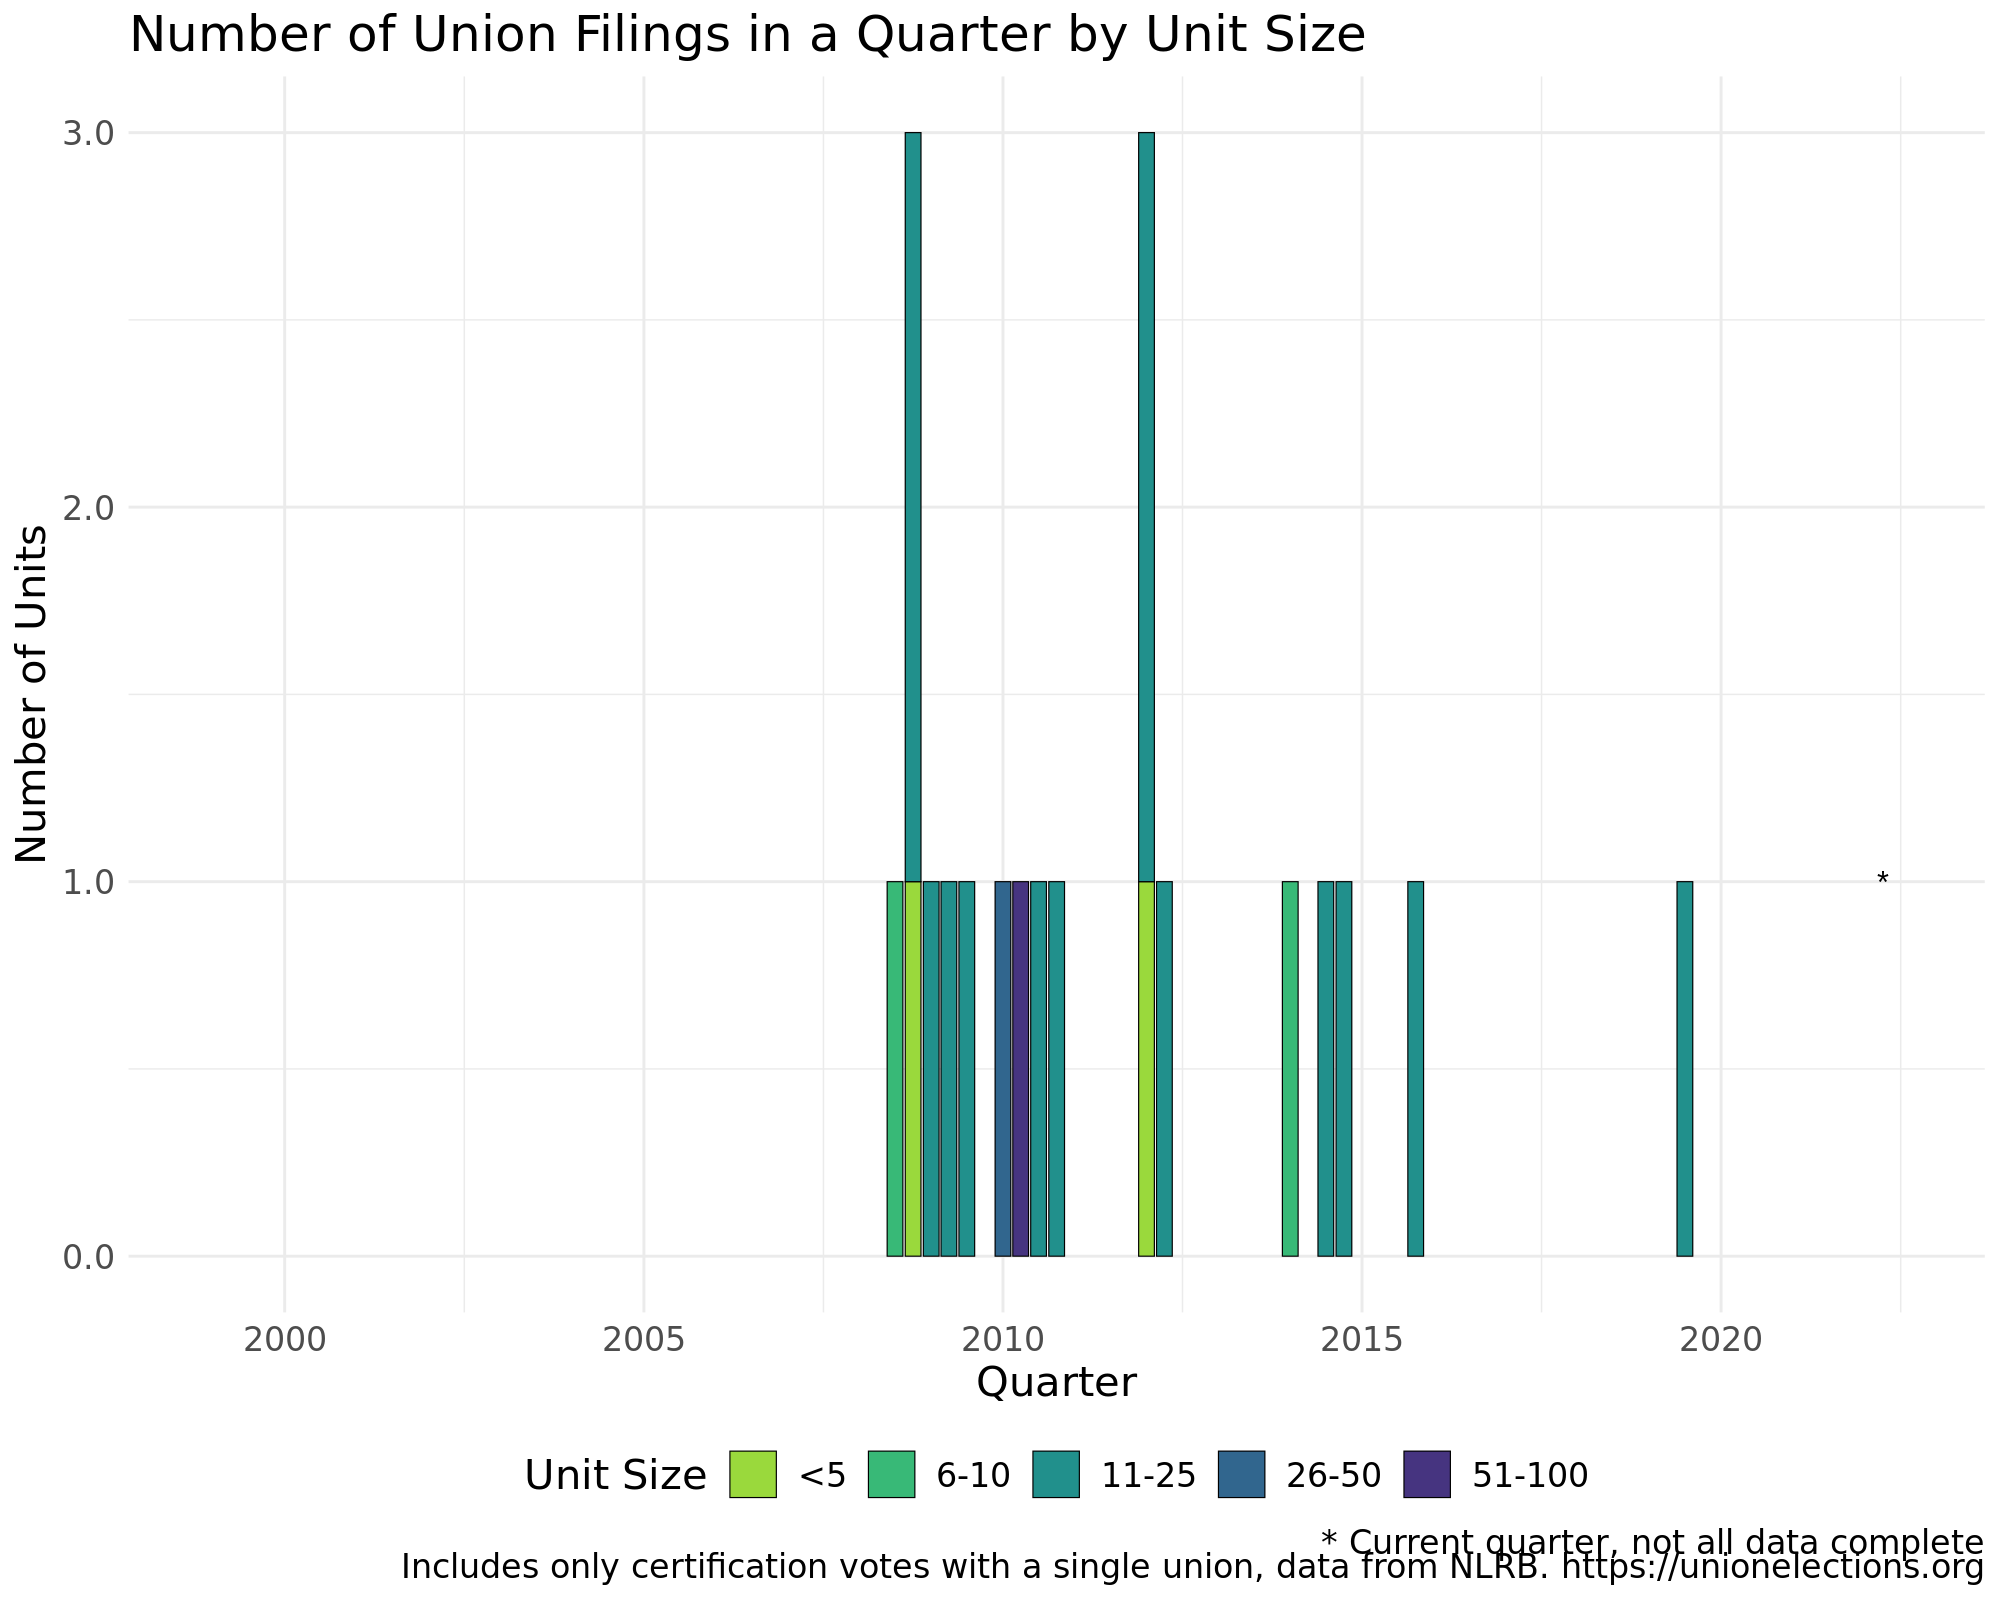 Number of Union Filings in a Quarter by Unit Size
Number of Units
3.0
2.0
1.0
*
0.0
2000 2005 2010 2015 2020
Quarter
Unit Size <5 6-10 11-25 26-50 51-100
* Current quarter, not all data complete
Includes only certification votes with a single union, data from NLRB. https://unionelections.org